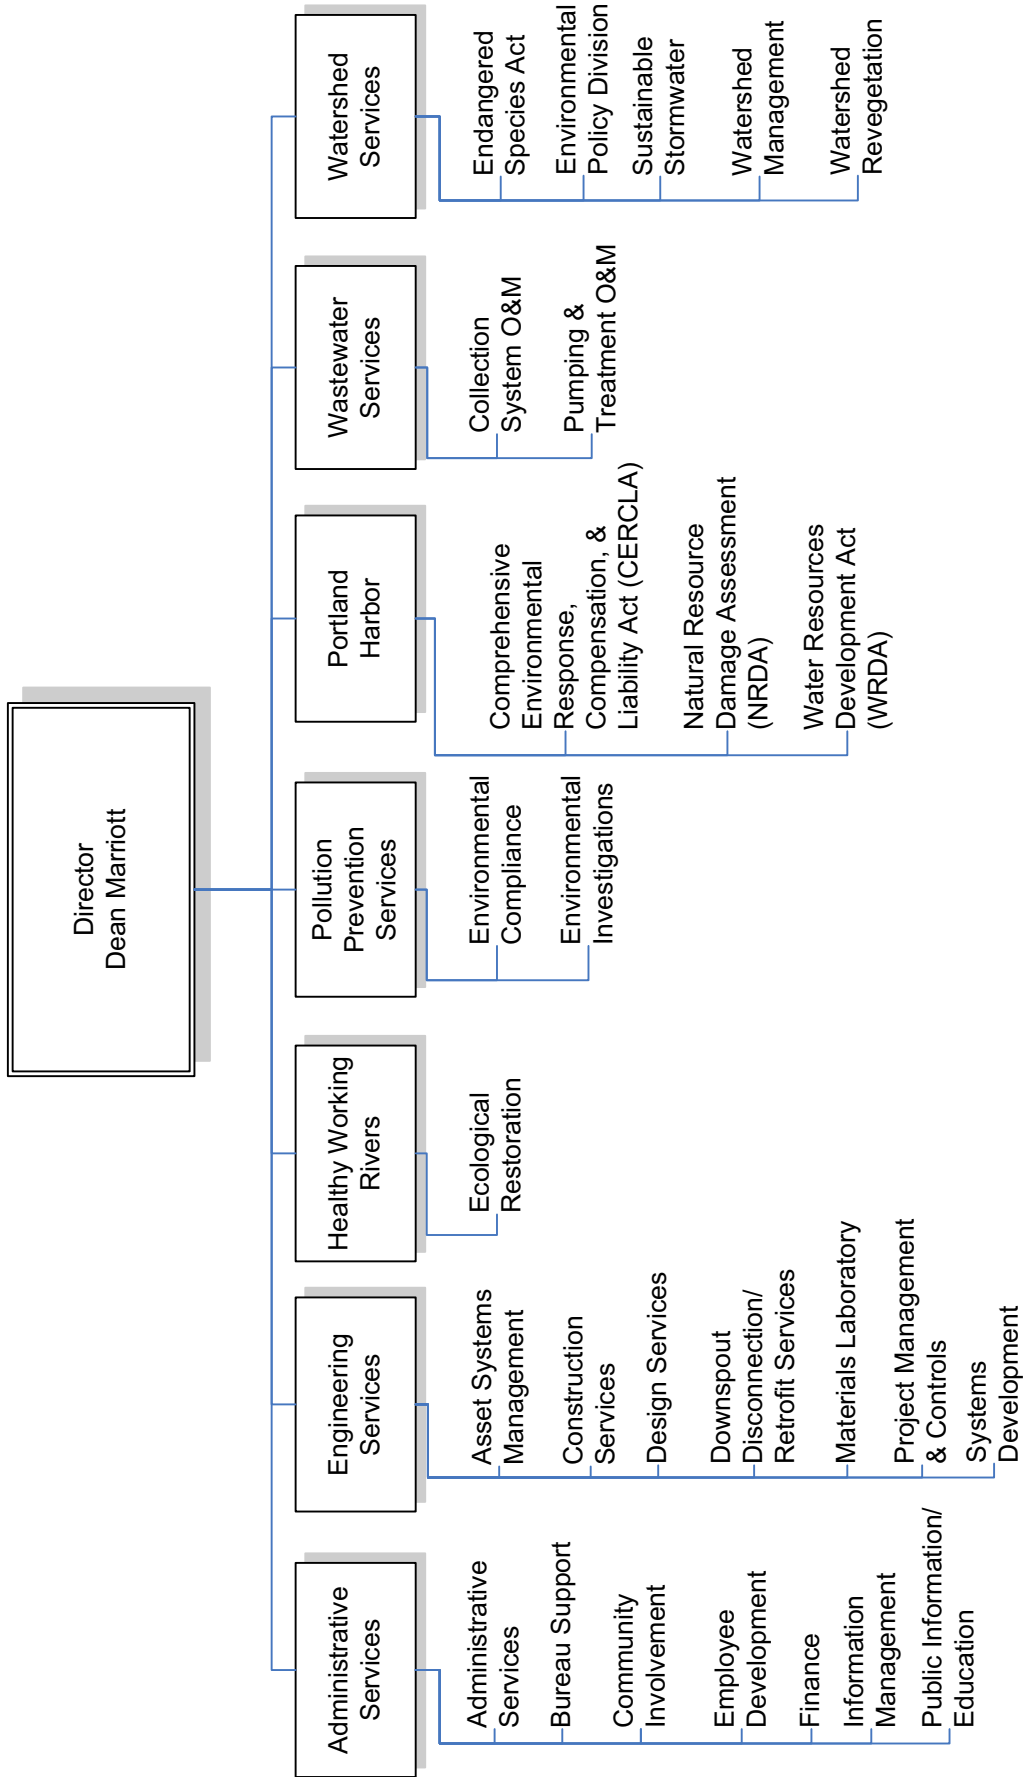 Director
Dean Marriott
Administrative
Services
Administrative
Services
Bureau Support
Community
Involvement
Employee
Development
Finance
Information
Management
Public Information/
Education
Engineering
Services
Asset Systems
Management
Construction
Services
Design Services
Downspout
Disconnection/
Retrofit Services
Materials Laboratory
Project Management
& Controls
Systems
Development
Healthy Working
Rivers
Ecological
Restoration
Pollution
Prevention
Services
Environmental
Compliance
Environmental
Investigations
Portland
Harbor
Comprehensive
Environmental
Response,
Compensation, &
Liability Act (CERCLA)
Natural Resource
Damage Assessment
(NRDA)
Water Resources
Development Act
(WRDA)
Wastewater
Services
Collection
System O&M
Pumping &
Treatment O&M
Watershed
Services
Endangered
Species Act
Environmental
Policy Division
Sustainable
Stormwater
Watershed
Management
Watershed
Revegetation